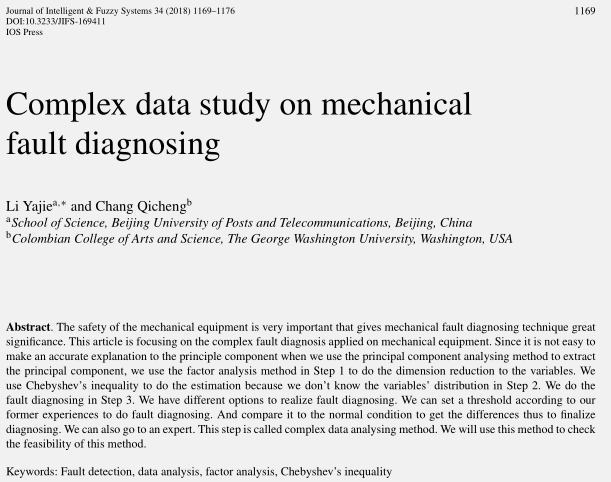 Journal of Intelligent & Fuzzy Systems 34 (2018) 1169–1176
DOI:10.3233/JIFS-169411
IOS Press
1169
Complex data study on mechanical
fault diagnosing
Li Yajieᵃ,* and Chang Qichengᵇ
ᵃSchool of Science, Beijing University of Posts and Telecommunications, Beijing, China
ᵇColombian College of Arts and Science, The George Washington University, Washington, USA
Abstract. The safety of the mechanical equipment is very important that gives mechanical fault diagnosing technique great
significance. This article is focusing on the complex fault diagnosis applied on mechanical equipment. Since it is not easy to
make an accurate explanation to the principle component when we use the principal component analysing method to extract
the principal component, we use the factor analysis method in Step 1 to do the dimension reduction to the variables. We
use Chebyshev's inequality to do the estimation because we don't know the variables' distribution in Step 2. We do the
fault diagnosing in Step 3. We have different options to realize fault diagnosing. We can set a threshold according to our
former experiences to do fault diagnosing. And compare it to the normal condition to get the differences thus to finalize
diagnosing. We can also go to an expert. This step is called complex data analysing method. We will use this method to check
the feasibility of this method.
Keywords: Fault detection, data analysis, factor analysis, Chebyshev's inequality